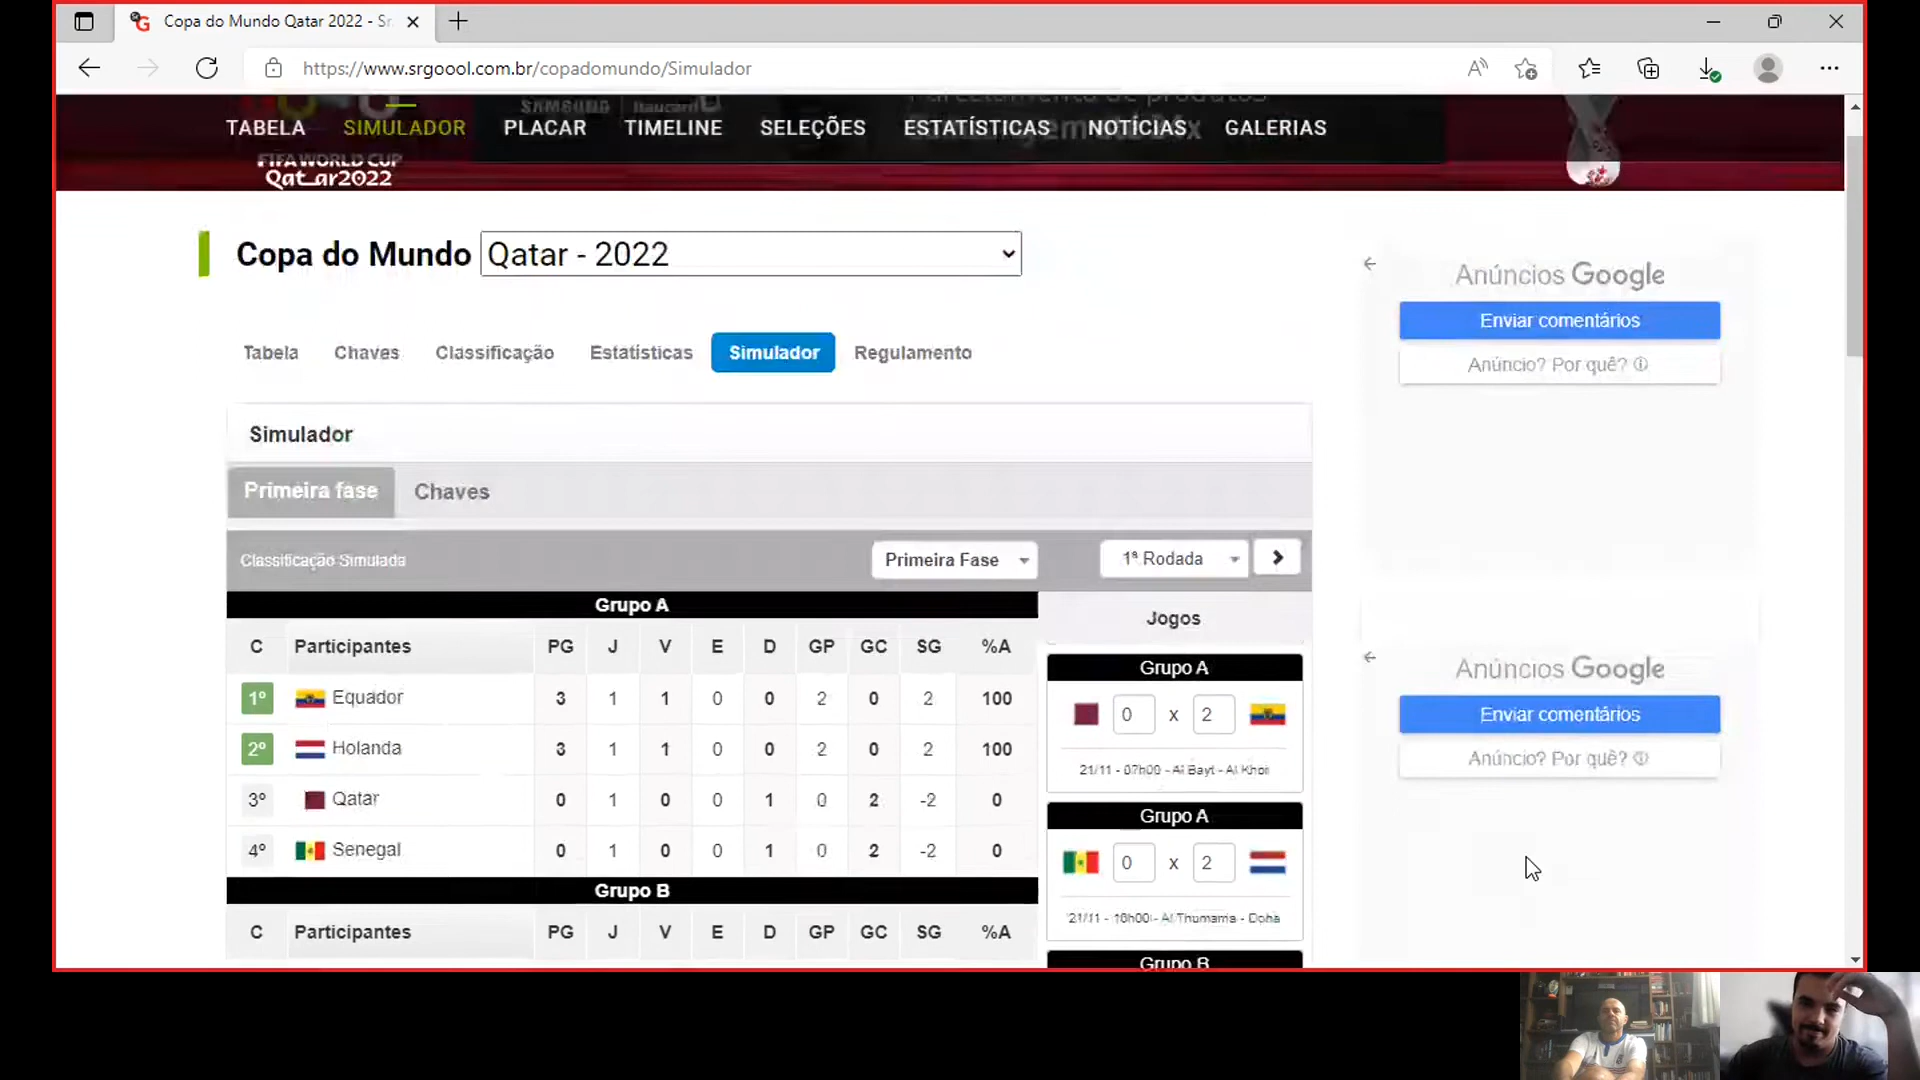 Copa do Mundo Qatar 2022 - Sr
https://www.srgoool.com.br/copadomundo/Simulador
SAMSUNG
TABELA SIMULADOR PLACAR TIMELINE SELEÇÕES ESTATÍSTICAS NOTÍCIAS GALERIAS
FIFA WORLD CUP
Qatar2022
Copa do Mundo Qatar - 2022
Tabela Chaves Classificação Estatísticas Simulador Regulamento
Simulador
Primeira fase Chaves
Classificação Simulada Primeira Fase 1ª Rodada
Grupo A
C Participantes PG J V E D GP GC SG %A
1º Equador 3 1 1 0 0 2 0 2 100
2º Holanda 3 1 1 0 0 2 0 2 100
3º Qatar 0 1 0 0 1 0 2 -2 0
4º Senegal 0 1 0 0 1 0 2 -2 0
Grupo B
C Participantes PG J V E D GP GC SG %A
Jogos
Grupo A
0 x 2
21/11 - 07h00 - Al Bayt - Al Khor
Grupo A
0 x 2
21/11 - 10h00 - Al Thumama - Doha
Grupo B
Anúncios Google
Enviar comentários
Anúncio? Por quê?
Anúncios Google
Enviar comentários
Anúncio? Por quê?